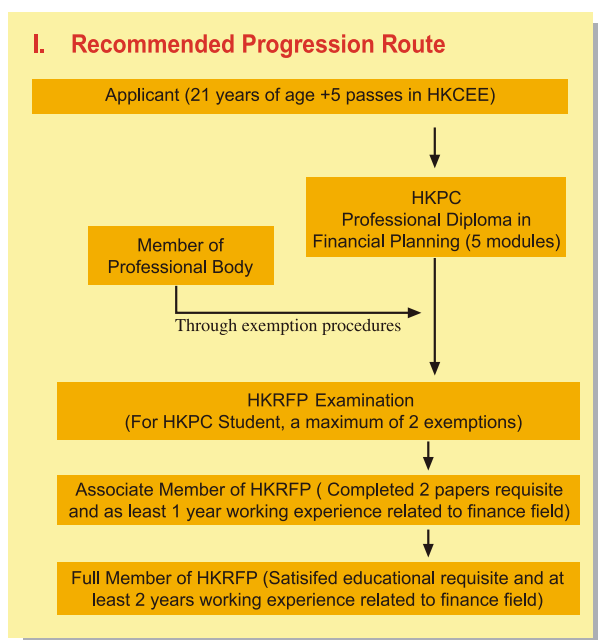 I. Recommended Progression Route
Applicant (21 years of age +5 passes in HKCEE)
HKPC
Professional Diploma in
Financial Planning (5 modules)
Member of
Professional Body
Through exemption procedures
HKRFP Examination
(For HKPC Student, a maximum of 2 exemptions)
Associate Member of HKRFP ( Completed 2 papers requisite
and as least 1 year working experience related to finance field)
Full Member of HKRFP (Satisifed educational requisite and at
least 2 years working experience related to finance field)